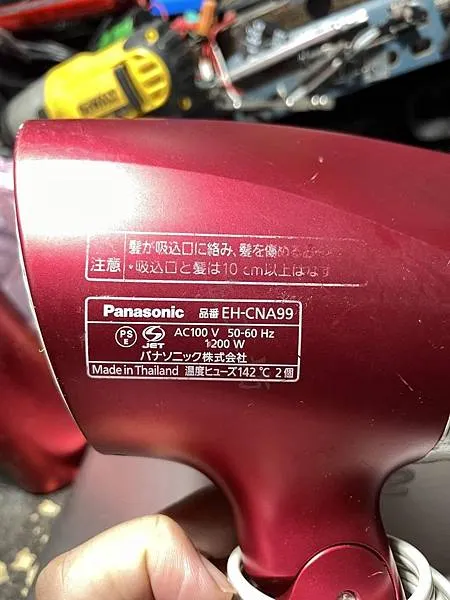 DEWALT
注意
髪が吸込口に絡み、髪を傷める
・吸込口と髪は10cm以上はなす
Panasonic 品番 EH-CNA99
PS E JET AC100 V 50-60 Hz
1200 W
パナソニック株式会社
Made in Thailand 温度ヒューズ142℃ 2個